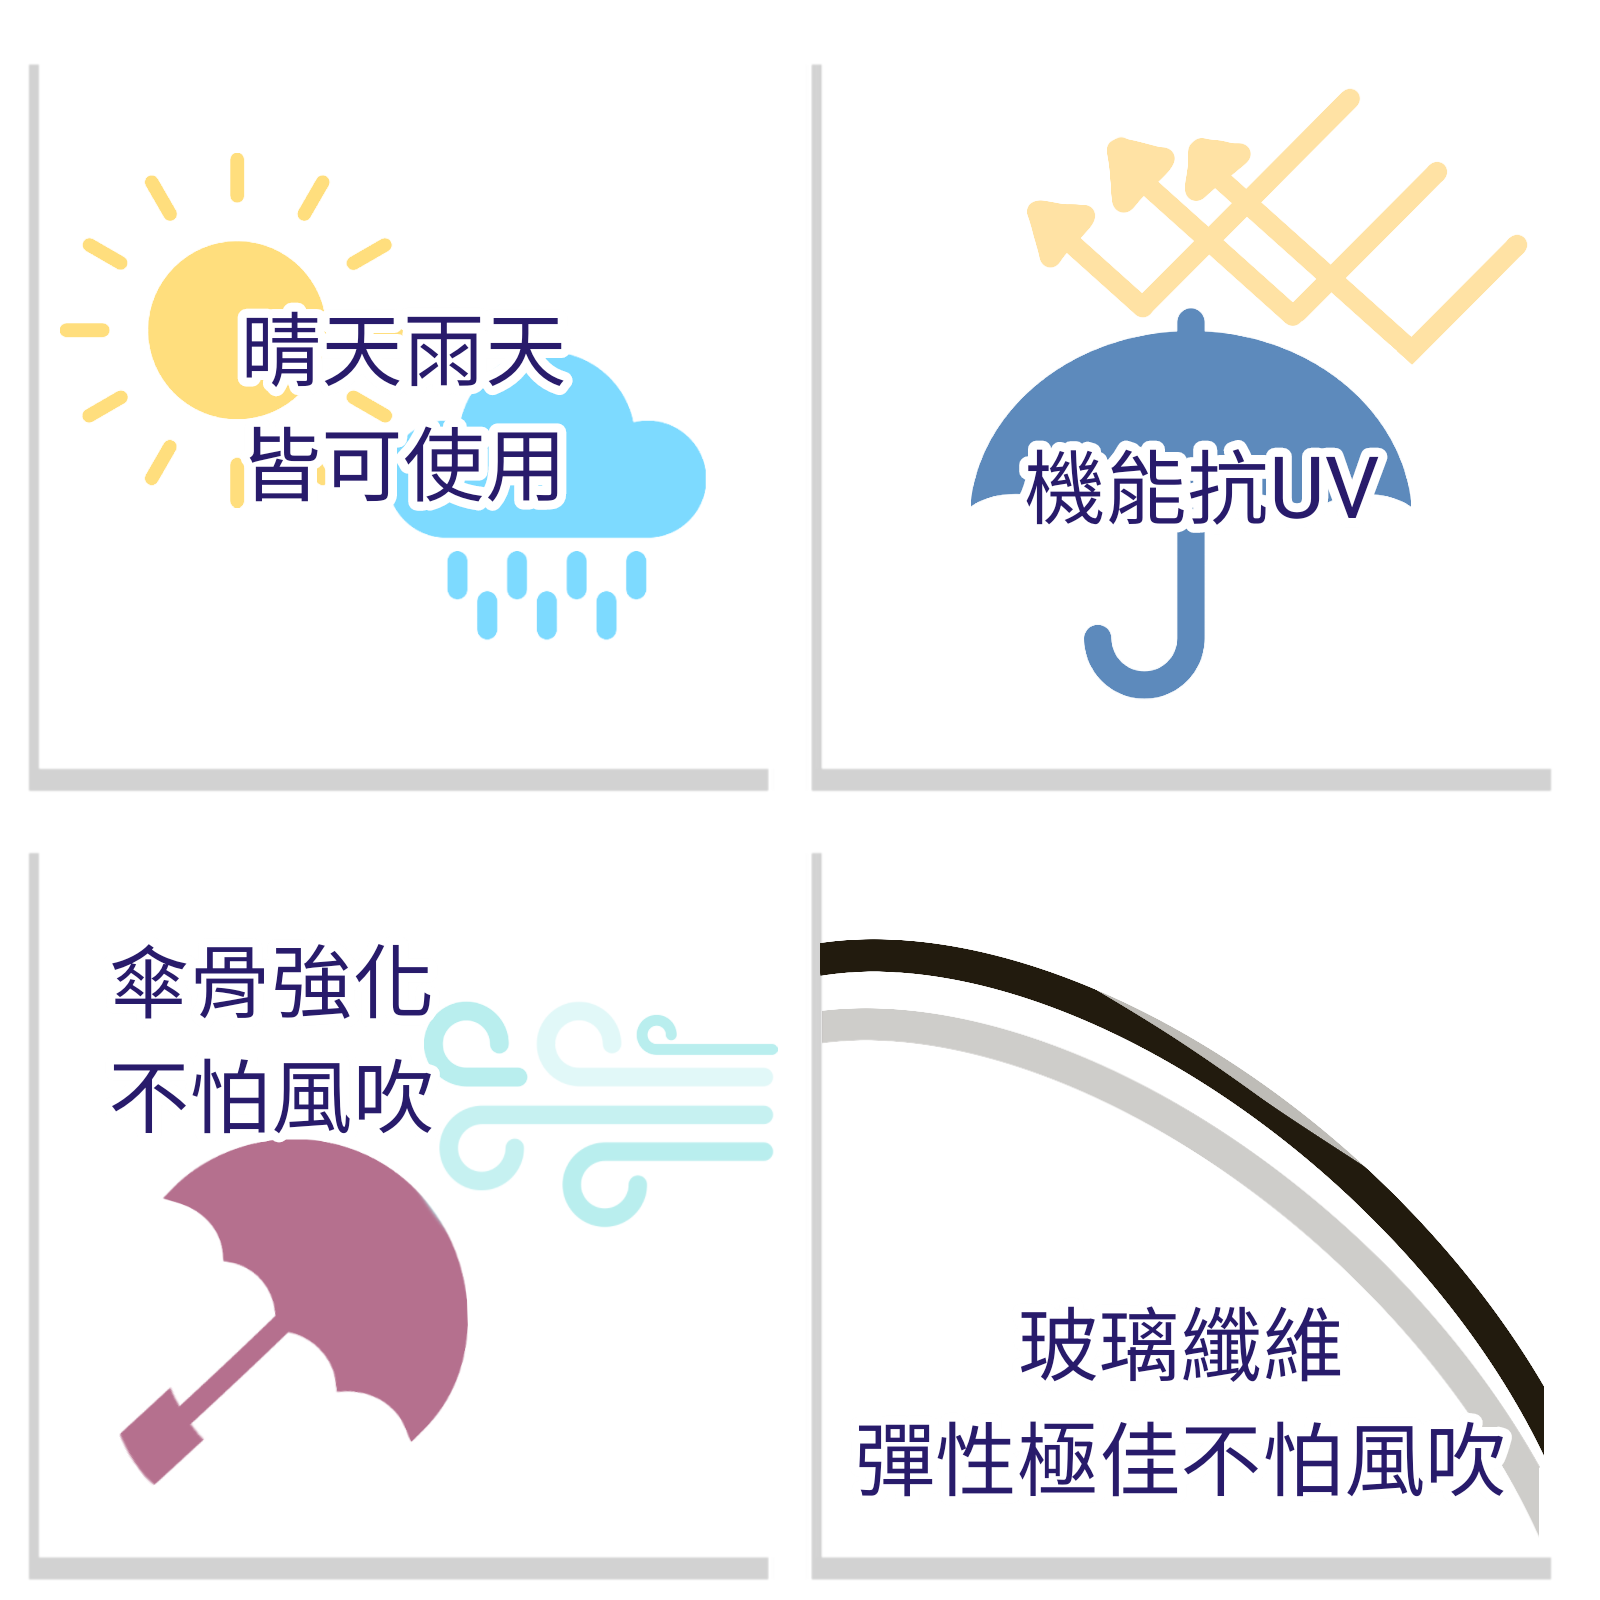 晴天雨天
皆可使用
機能抗UV
傘骨強化
不怕風吹
玻璃纖維
彈性極佳不怕風吹